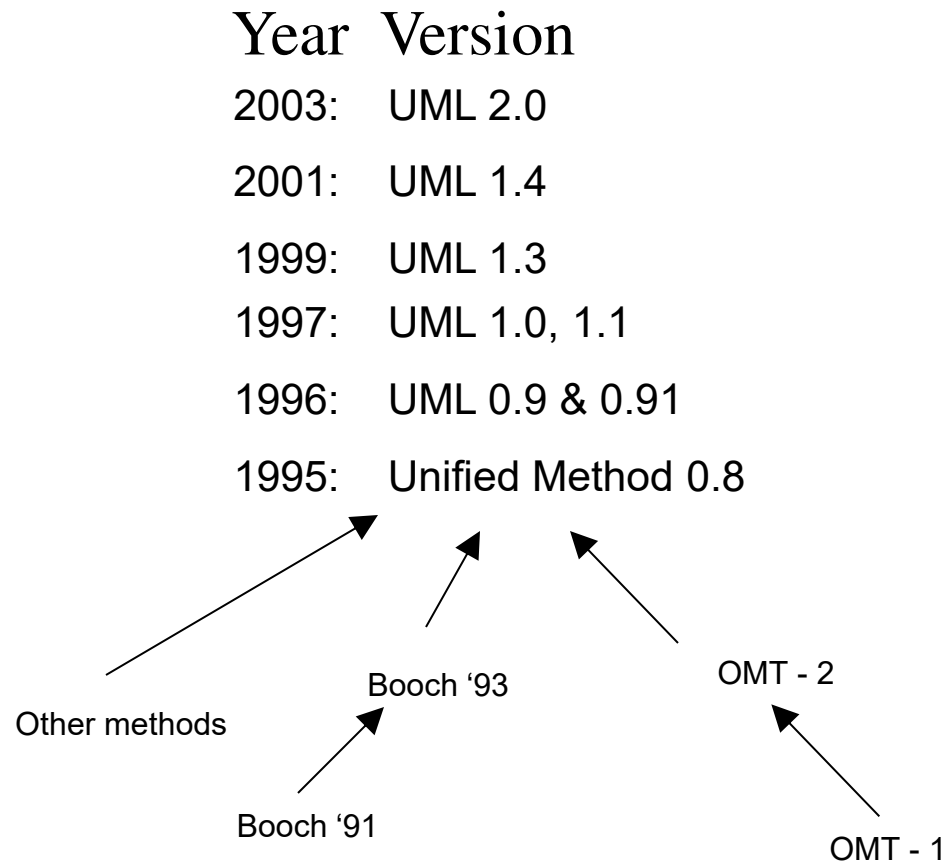 Year Version
2003: UML 2.0
2001: UML 1.4
1999: UML 1.3
1997: UML 1.0, 1.1
1996: UML 0.9 & 0.91
1995: Unified Method 0.8
Other methods
Booch ‘93
OMT - 2
Booch ‘91
OMT - 1